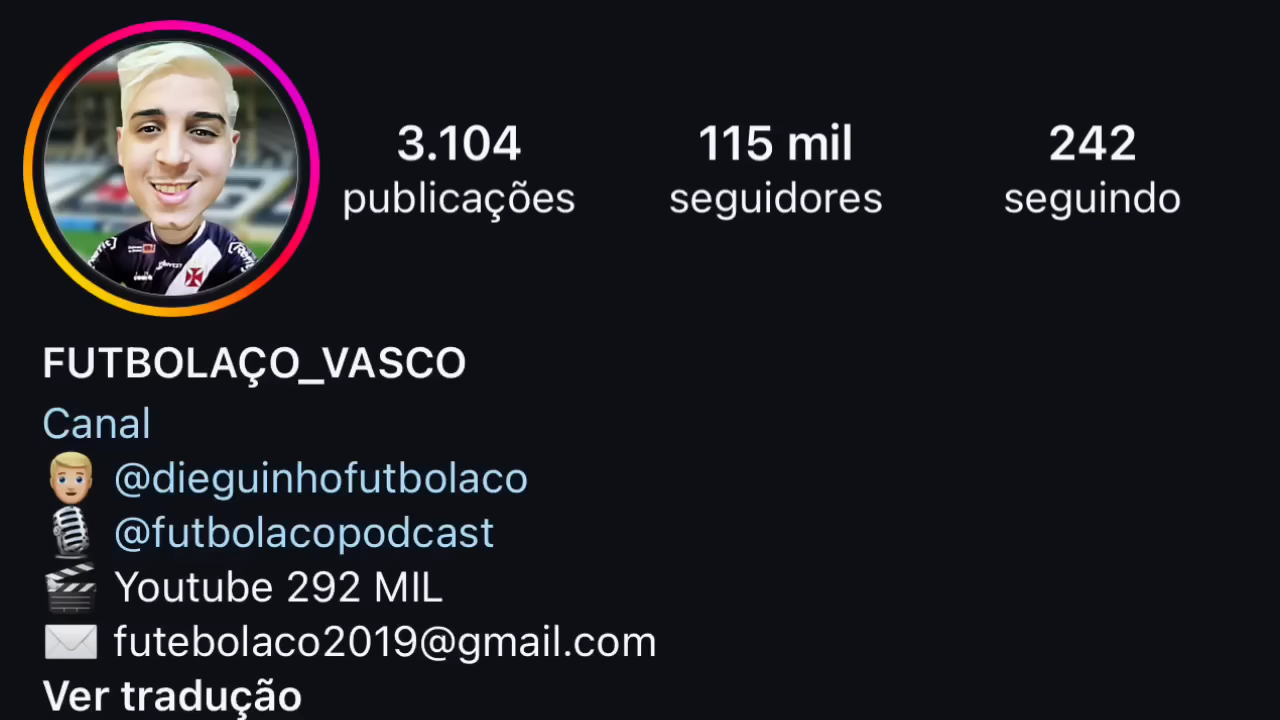 3.104
publicações
115 mil
seguidores
242
seguindo
FUTBOLAÇO_VASCO
Canal
@dieguinhofutbolaco
@futbolacopodcast
Youtube 292 MIL
futebolaco2019@gmail.com
Ver tradução